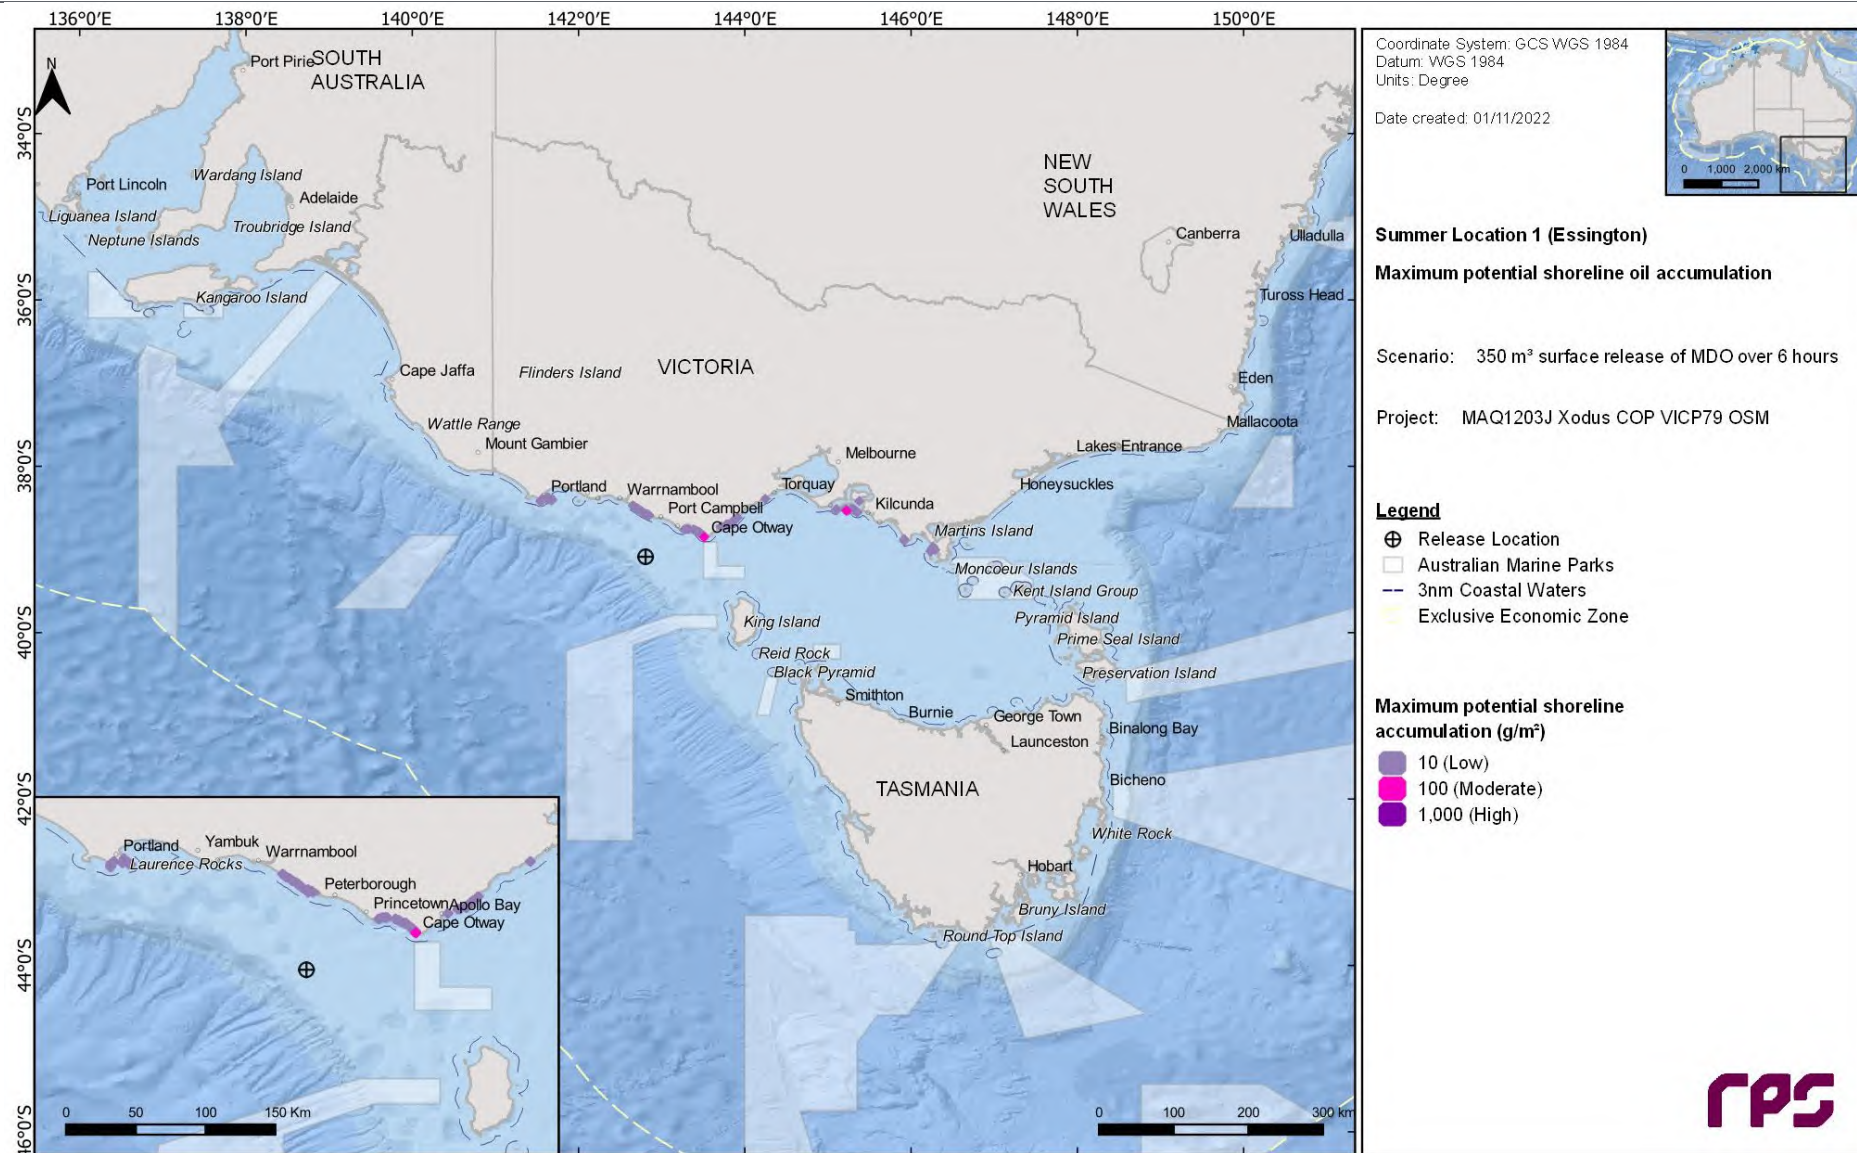 136°0'E 138°0'E 140°0'E 142°0'E 144°0'E 146°0'E 148°0'E 150°0'E
34°0'S
36°0'S
38°0'S
40°0'S
42°0'S
44°0'S
46°0'S
N
Port Pirie
SOUTH
AUSTRALIA
Wardang Island
Port Lincoln
Adelaide
Liguanea Island
Troubridge Island
Neptune Islands
Kangaroo Island
NEW
SOUTH
WALES
Canberra
Ulladulla
Tuross Head
Cape Jaffa
Flinders Island
VICTORIA
Eden
Wattle Range
Mallacoota
Mount Gambier
Lakes Entrance
Melbourne
Portland
Torquay
Honeysuckles
Warrnambool
Port Campbell
Kilcunda
Cape Otway
Martins Island
Moncoeur Islands
Kent Island Group
King Island
Pyramid Island
Prime Seal Island
Reid Rock
Black Pyramid
Preservation Island
Smithton
Burnie
George Town
Binalong Bay
Launceston
Bicheno
TASMANIA
White Rock
Hobart
Bruny Island
Round Top Island
0 100 200 300 km
Portland
Yambuk
Warrnambool
Laurence Rocks
Peterborough
Princetown
Apollo Bay
Cape Otway
0 50 100 150 Km
Coordinate System: GCS WGS 1984
Datum: WGS 1984
Units: Degree
Date created: 01/11/2022
0 1,000 2,000 km
Summer Location 1 (Essington)
Maximum potential shoreline oil accumulation
Scenario: 350 m³ surface release of MDO over 6 hours
Project: MAQ1203J Xodus COP VICP79 OSM
Legend
Release Location
Australian Marine Parks
3nm Coastal Waters
Exclusive Economic Zone
Maximum potential shoreline
accumulation (g/m²)
10 (Low)
100 (Moderate)
1,000 (High)
rps